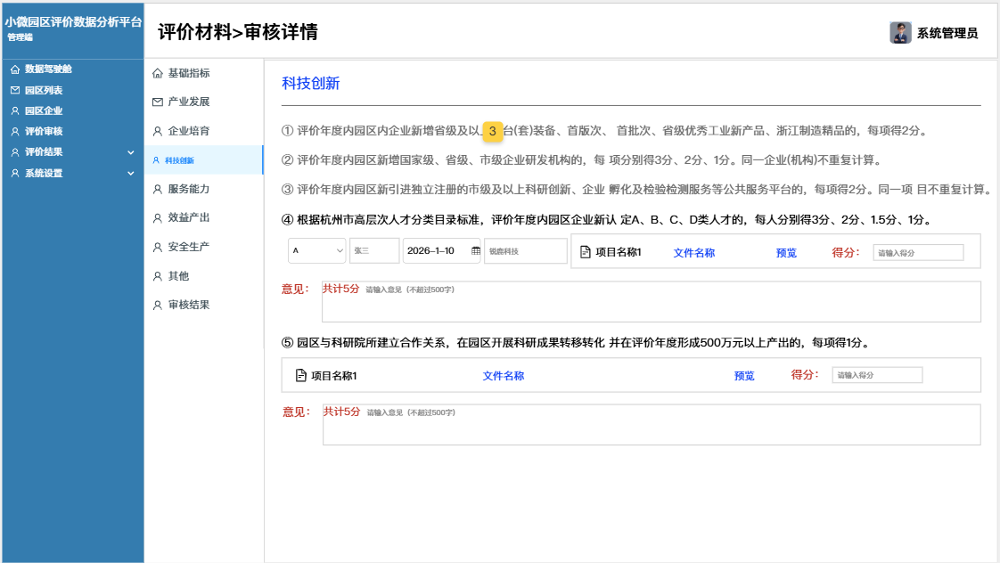 小微园区评价数据分析平台
管理端
评价材料>审核详情
系统管理员
数据驾驶舱
园区列表
园区企业
评价审核
评价结果
系统设置
基础指标
产业发展
企业培育
科技创新
服务能力
效益产出
安全生产
其他
审核结果
科技创新
① 评价年度内园区内企业新增省级及以 3 台(套)装备、首版次、 首批次、省级优秀工业新产品、浙江制造精品的，每项得2分。
② 评价年度内园区新增国家级、省级、市级企业研发机构的，每 项分别得3分、2分、1分。同一企业(机构)不重复计算。
③ 评价年度内园区新引进独立注册的市级及以上科研创新、企业 孵化及检验检测服务等公共服务平台的，每项得2分。同一项 目不重复计算。
④ 根据杭州市高层次人才分类目录标准，评价年度内园区企业新认 定A、B、C、D类人才的，每人分别得3分、2分、1.5分、1分。
A 张三 2026-1-10 锐鹿科技 项目名称1 文件名称 预览 得分： 请输入得分
意见： 共计5分 请输入意见（不超过500字）
⑤ 园区与科研院所建立合作关系，在园区开展科研成果转移转化 并在评价年度形成500万元以上产出的，每项得1分。
项目名称1 文件名称 预览 得分： 请输入得分
意见： 共计5分 请输入意见（不超过500字）